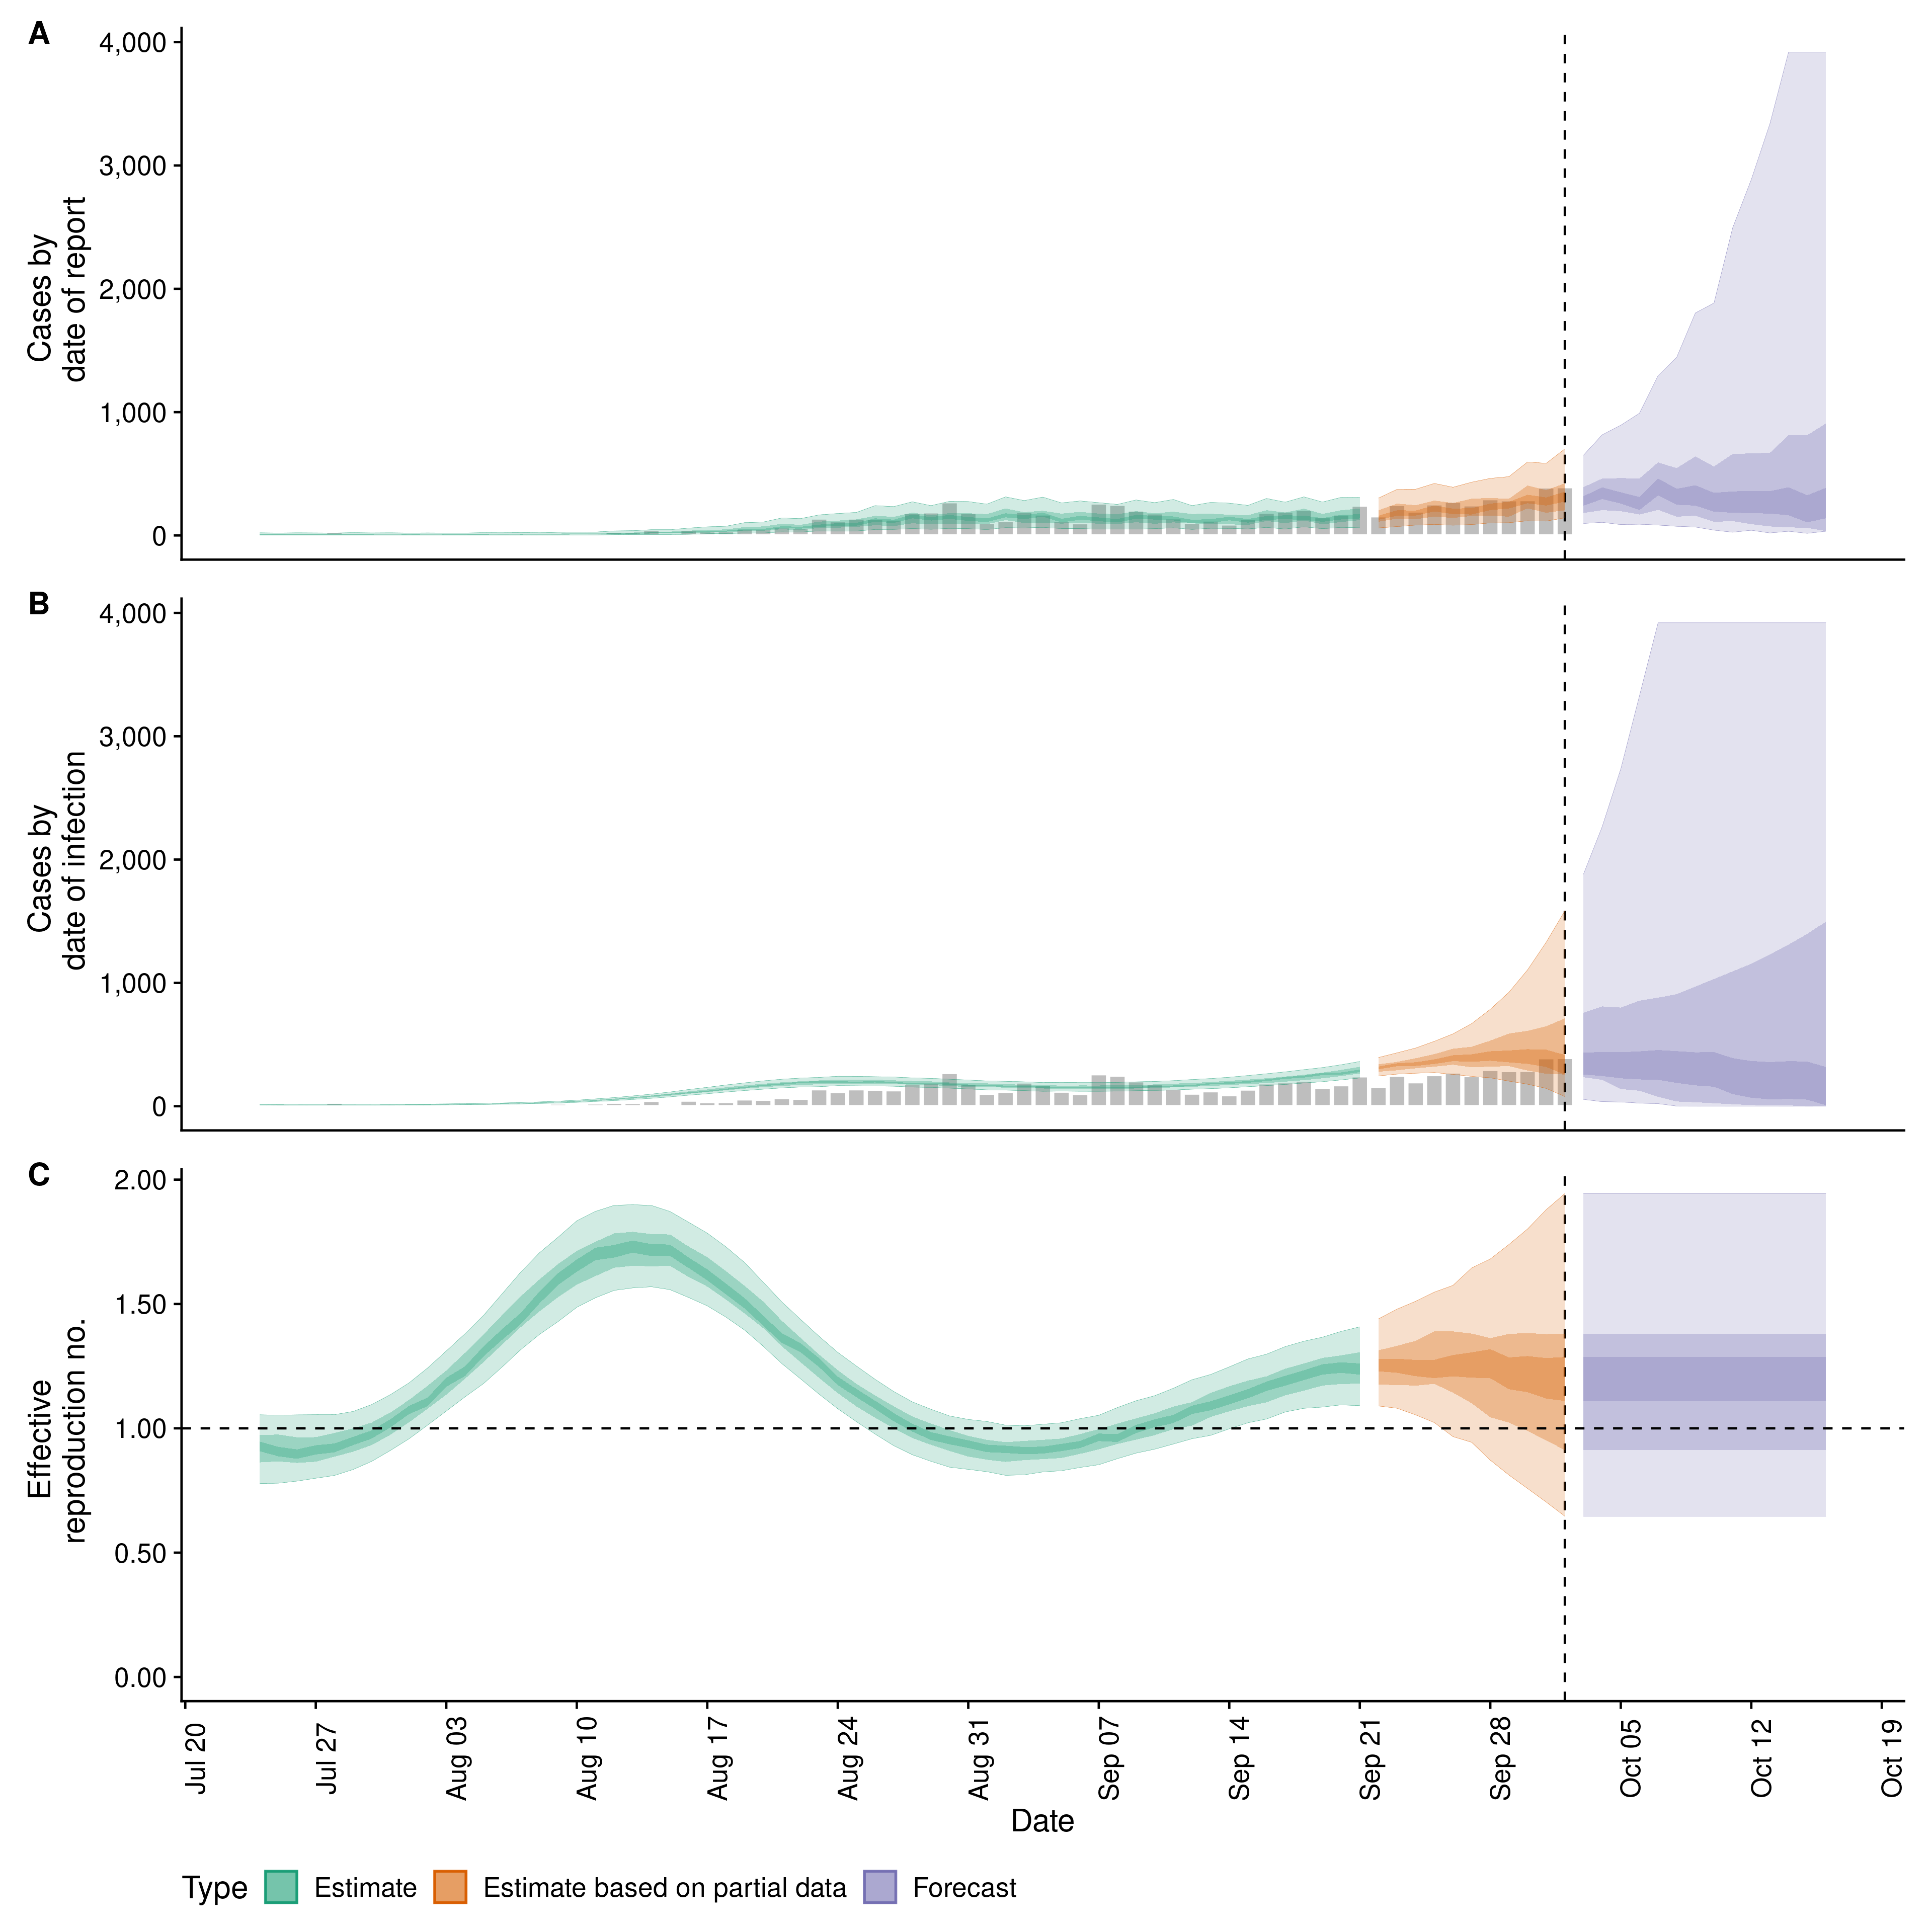 A
4,000
3,000
2,000
1,000
0
Cases by
date of report
B
4,000
3,000
2,000
1,000
0
Cases by
date of infection
C
2.00
1.50
1.00
0.50
0.00
Effective
reproduction no.
Jul 20
Jul 27
Aug 03
Aug 10
Aug 17
Aug 24
Aug 31
Sep 07
Sep 14
Sep 21
Sep 28
Oct 05
Oct 12
Oct 19
Date
Type Estimate Estimate based on partial data Forecast